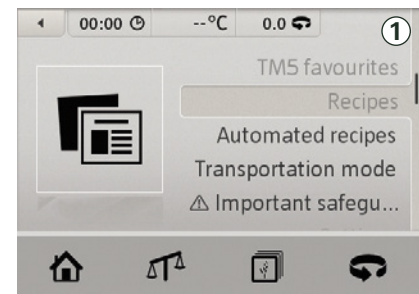 00:00 --°C 0.0
1
TM5 favourites
Recipes
Automated recipes
Transportation mode
Important safegu...